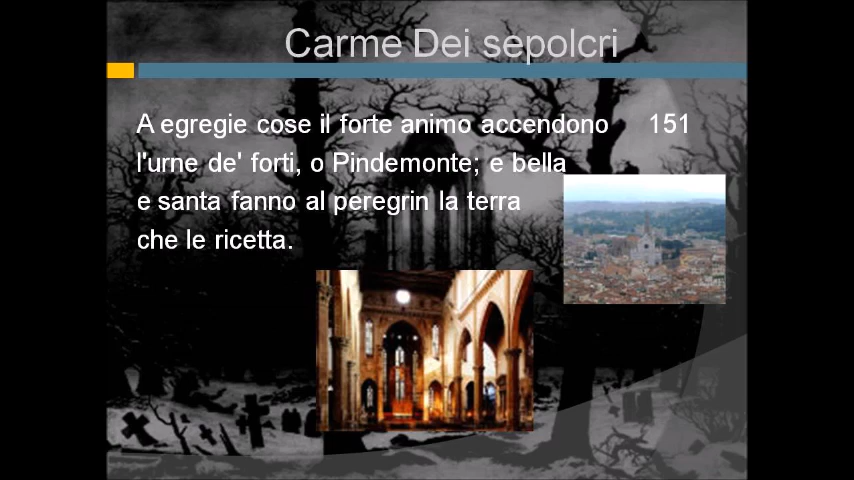 Carme Dei sepolcri
A egregie cose il forte animo accendono 151
l'urne de' forti, o Pindemonte; e bella
e santa fanno al peregrin la terra
che le ricetta.